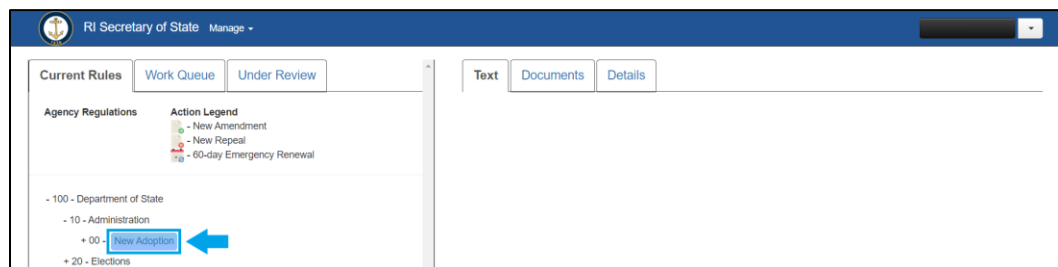 RI Secretary of State Manage
Current Rules Work Queue Under Review
Text Documents Details
Agency Regulations Action Legend
- New Amendment
- New Repeal
- 60-day Emergency Renewal
- 100 - Department of State
- 10 - Administration
+ 00 - New Adoption
+ 20 - Elections